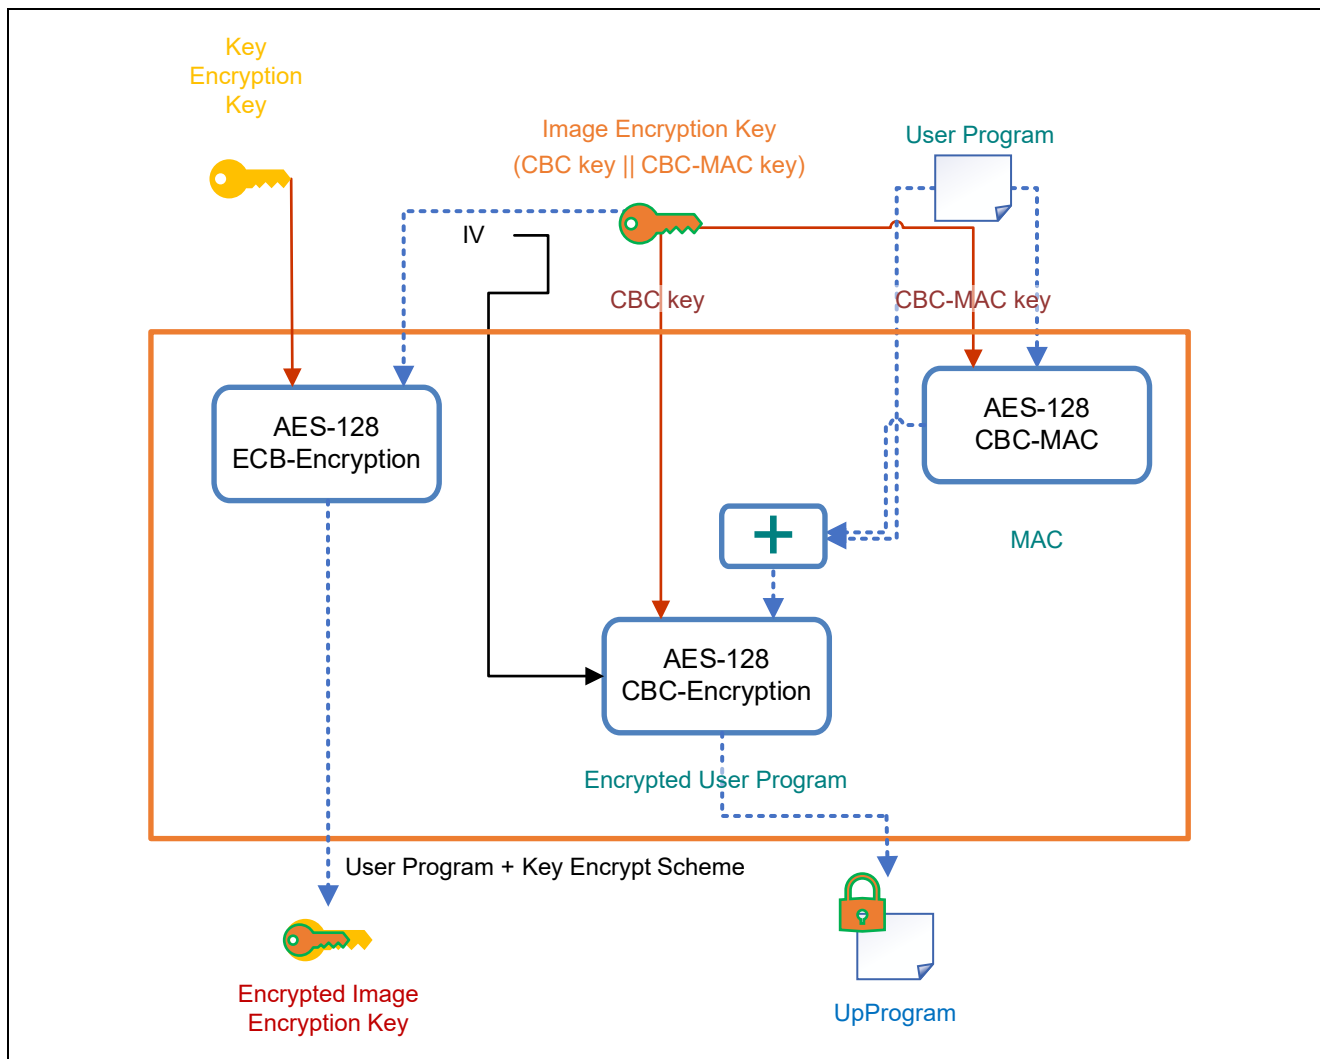 Key
Encryption
Key
Image Encryption Key
(CBC key || CBC-MAC key)
User Program
IV
CBC key
CBC-MAC key
AES-128
ECB-Encryption
AES-128
CBC-MAC
+
MAC
AES-128
CBC-Encryption
Encrypted User Program
User Program + Key Encrypt Scheme
Encrypted Image
Encryption Key
UpProgram